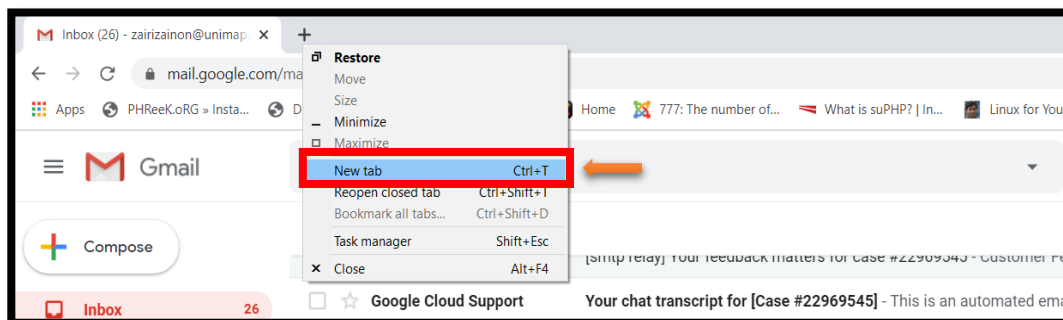 Inbox (26) - zairizainon@unimap
mail.google.com/ma
Apps PHReeK.oRG » Insta... D Home 777: The number of... What is suPHP? | In... Linux for You
Restore
Move
Size
Minimize
Maximize
New tab Ctrl+T
Reopen closed tab Ctrl+Shift+T
Bookmark all tabs... Ctrl+Shift+D
Task manager Shift+Esc
Close Alt+F4
Gmail
Compose
[smtp relay] Your feedback matters for case #22969545 - Customer Fe
Inbox 26
Google Cloud Support Your chat transcript for [Case #22969545] - This is an automated ema